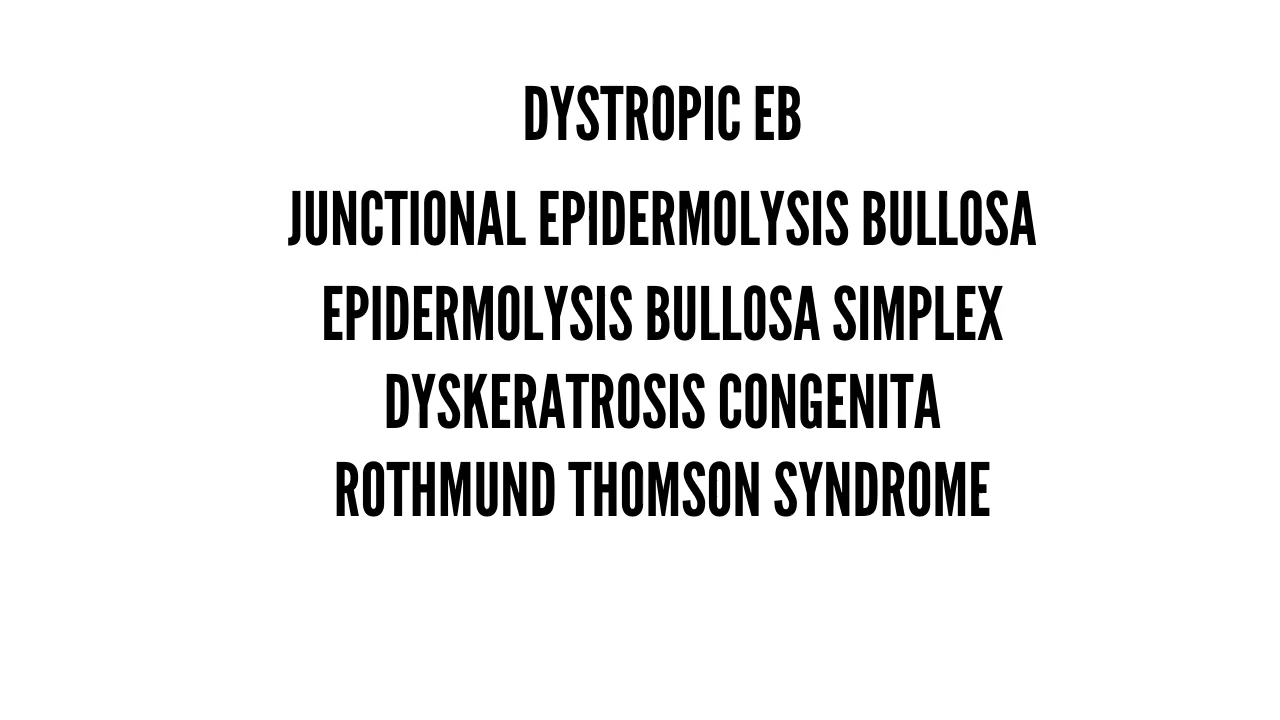 DYSTROPIC EB
JUNCTIONAL EPIDERMOLYSIS BULLOSA
EPIDERMOLYSIS BULLOSA SIMPLEX
DYSKERATROSIS CONGENITA
ROTHMUND THOMSON SYNDROME